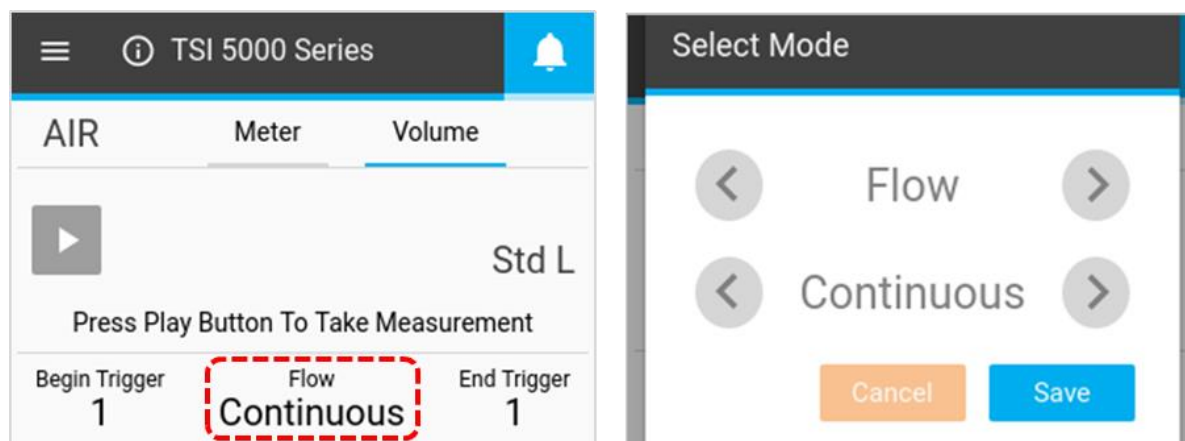 TSI 5000 Series
AIR Meter Volume
Std L
Press Play Button To Take Measurement
Begin Trigger Flow End Trigger
1 Continuous 1
Select Mode
Flow
Continuous
Cancel Save